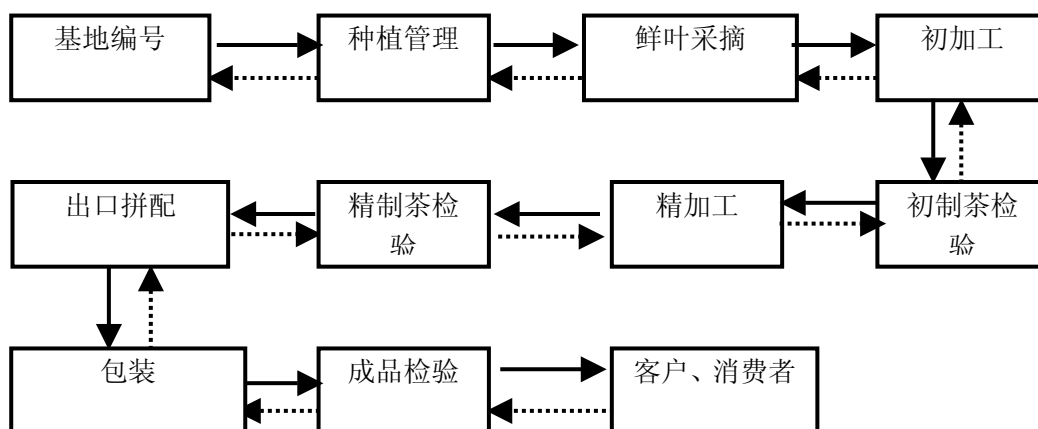 基地编号
种植管理
鲜叶采摘
初加工
出口拼配
精制茶检
验
精加工
初制茶检
验
包装
成品检验
客户、消费者